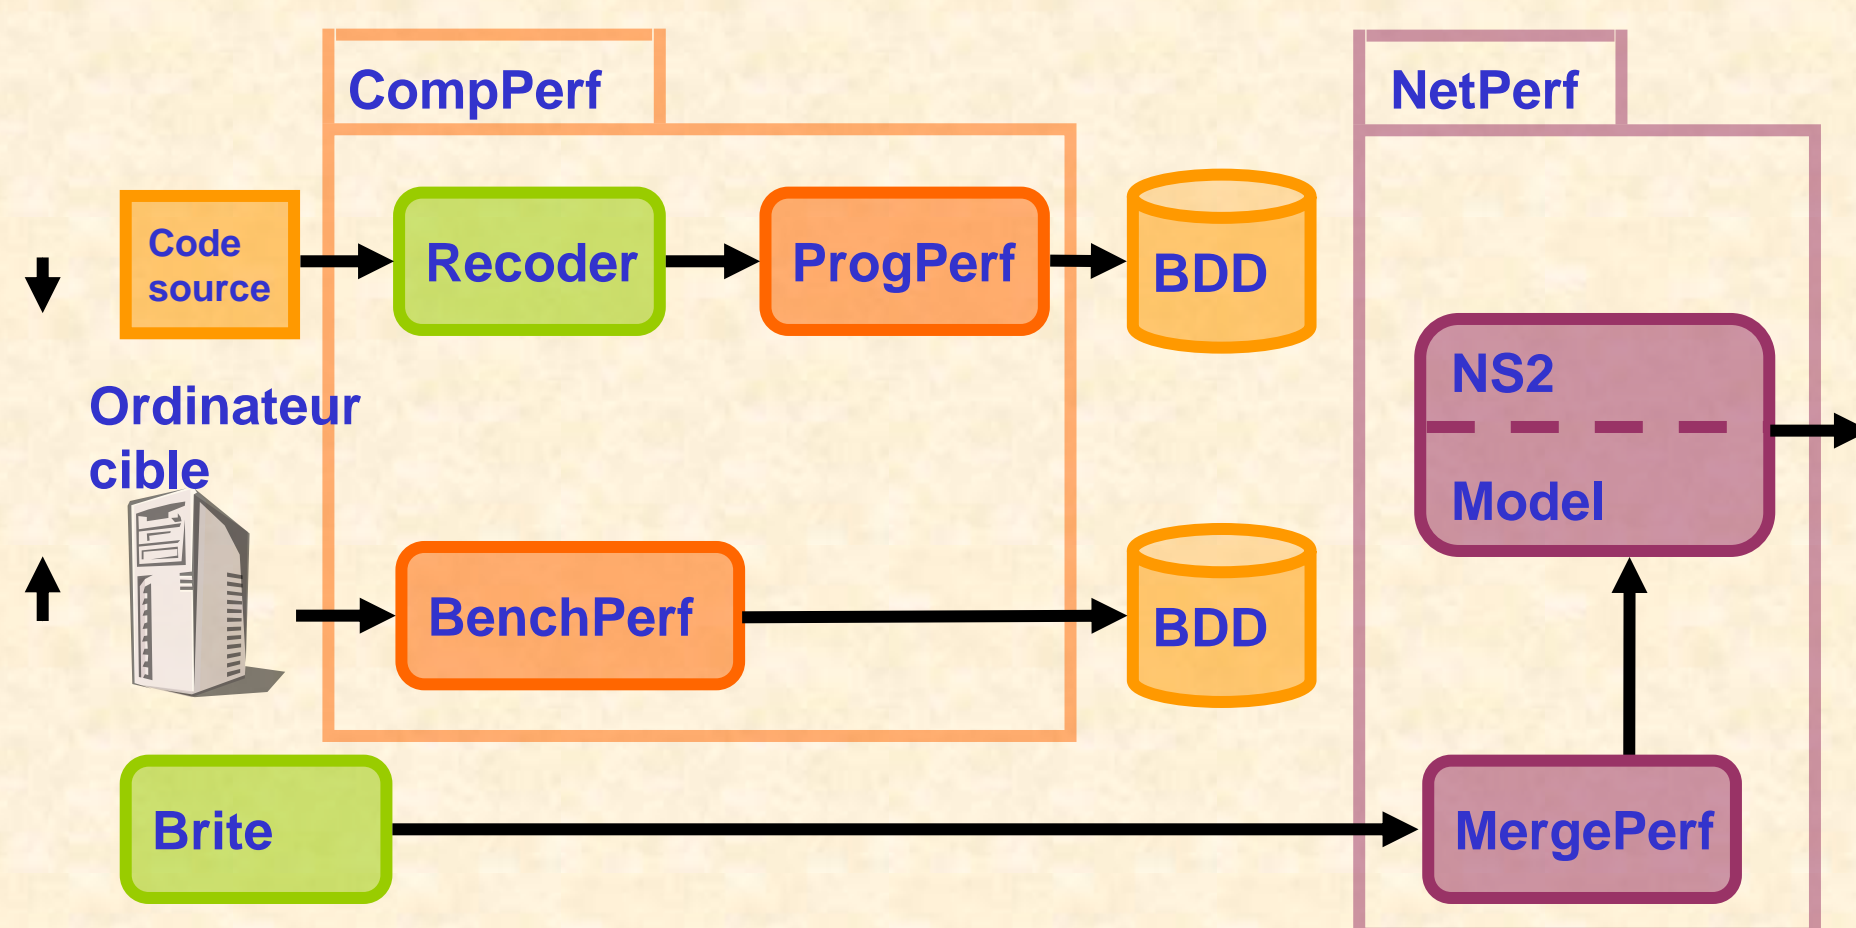 CompPerf
NetPerf
Code
source
Recoder
ProgPerf
BDD
NS2
Model
Ordinateur
cible
BenchPerf
BDD
Brite
MergePerf